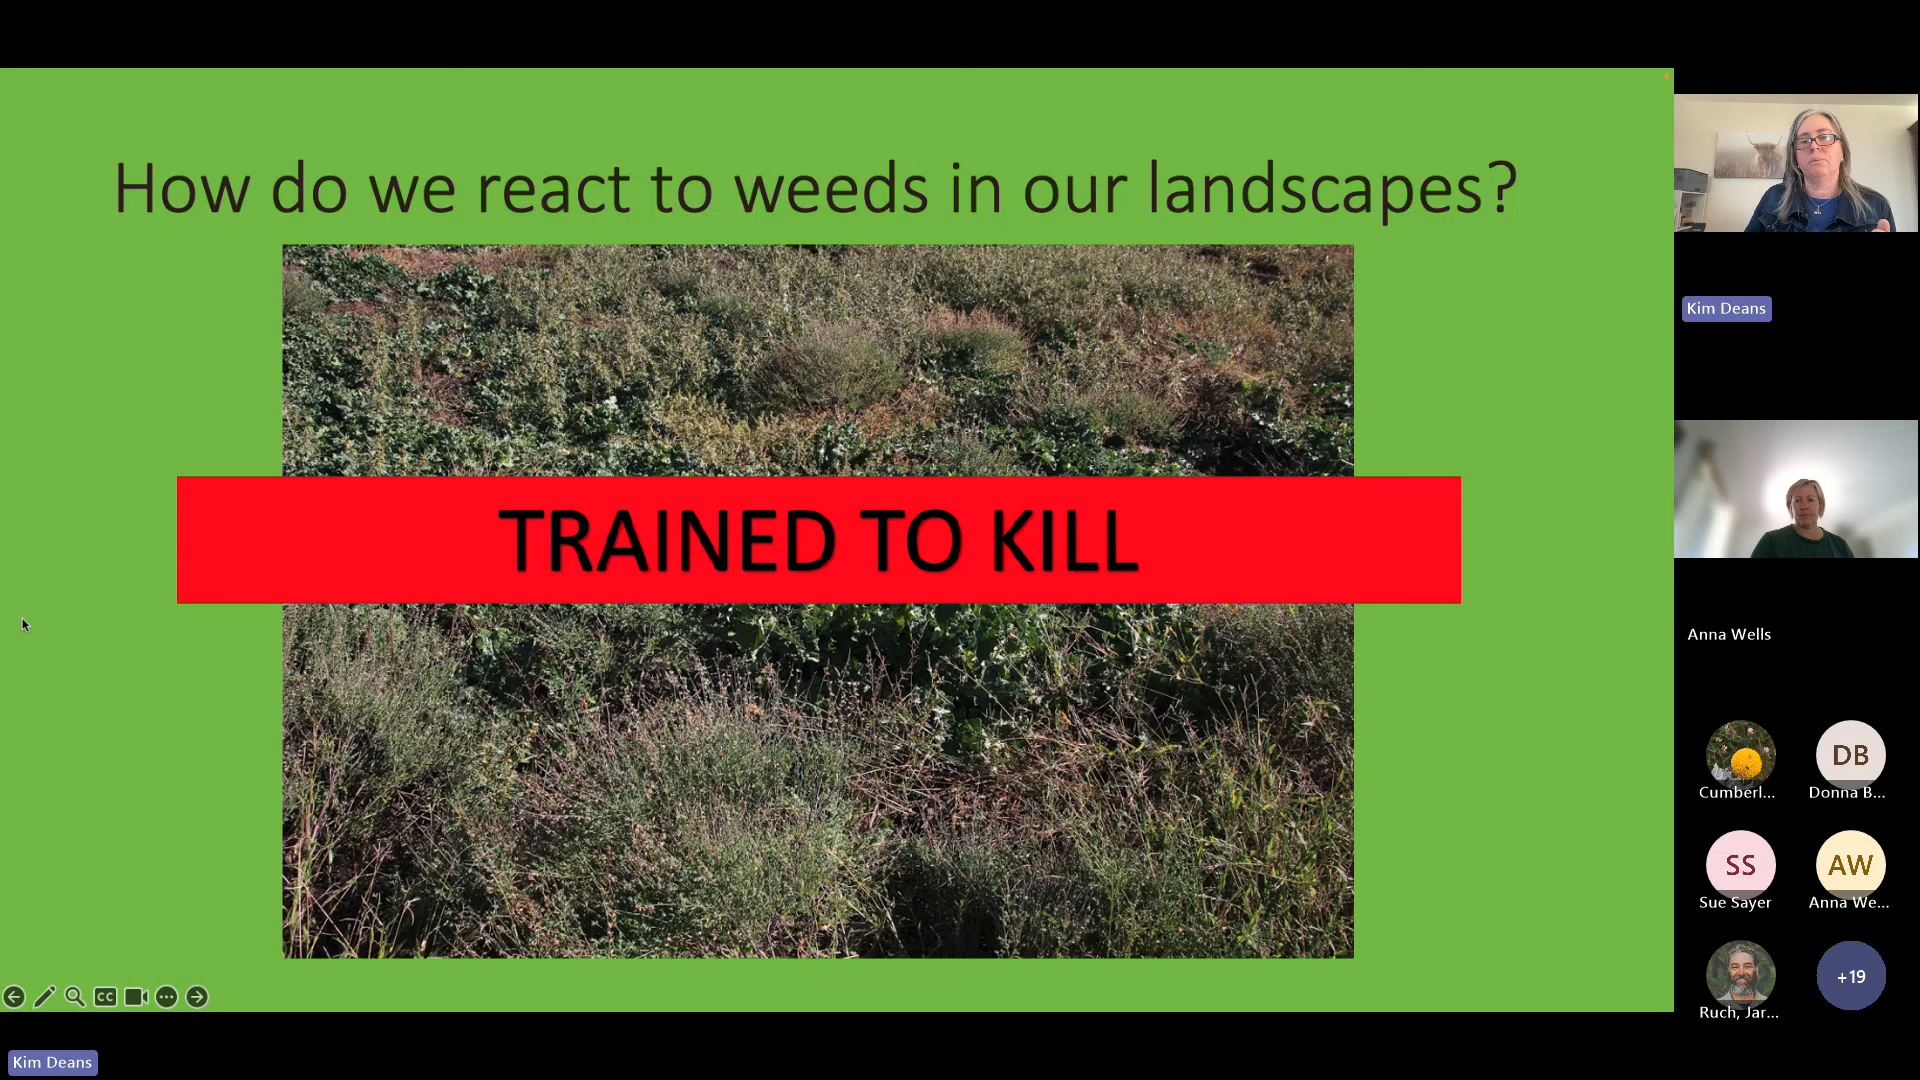 How do we react to weeds in our landscapes?
TRAINED TO KILL
Kim Deans
Anna Wells
DB
Cumberl...
Donna B...
SS
AW
Sue Sayer
Anna We...
+19
Ruch, Jar...
CC
Kim Deans